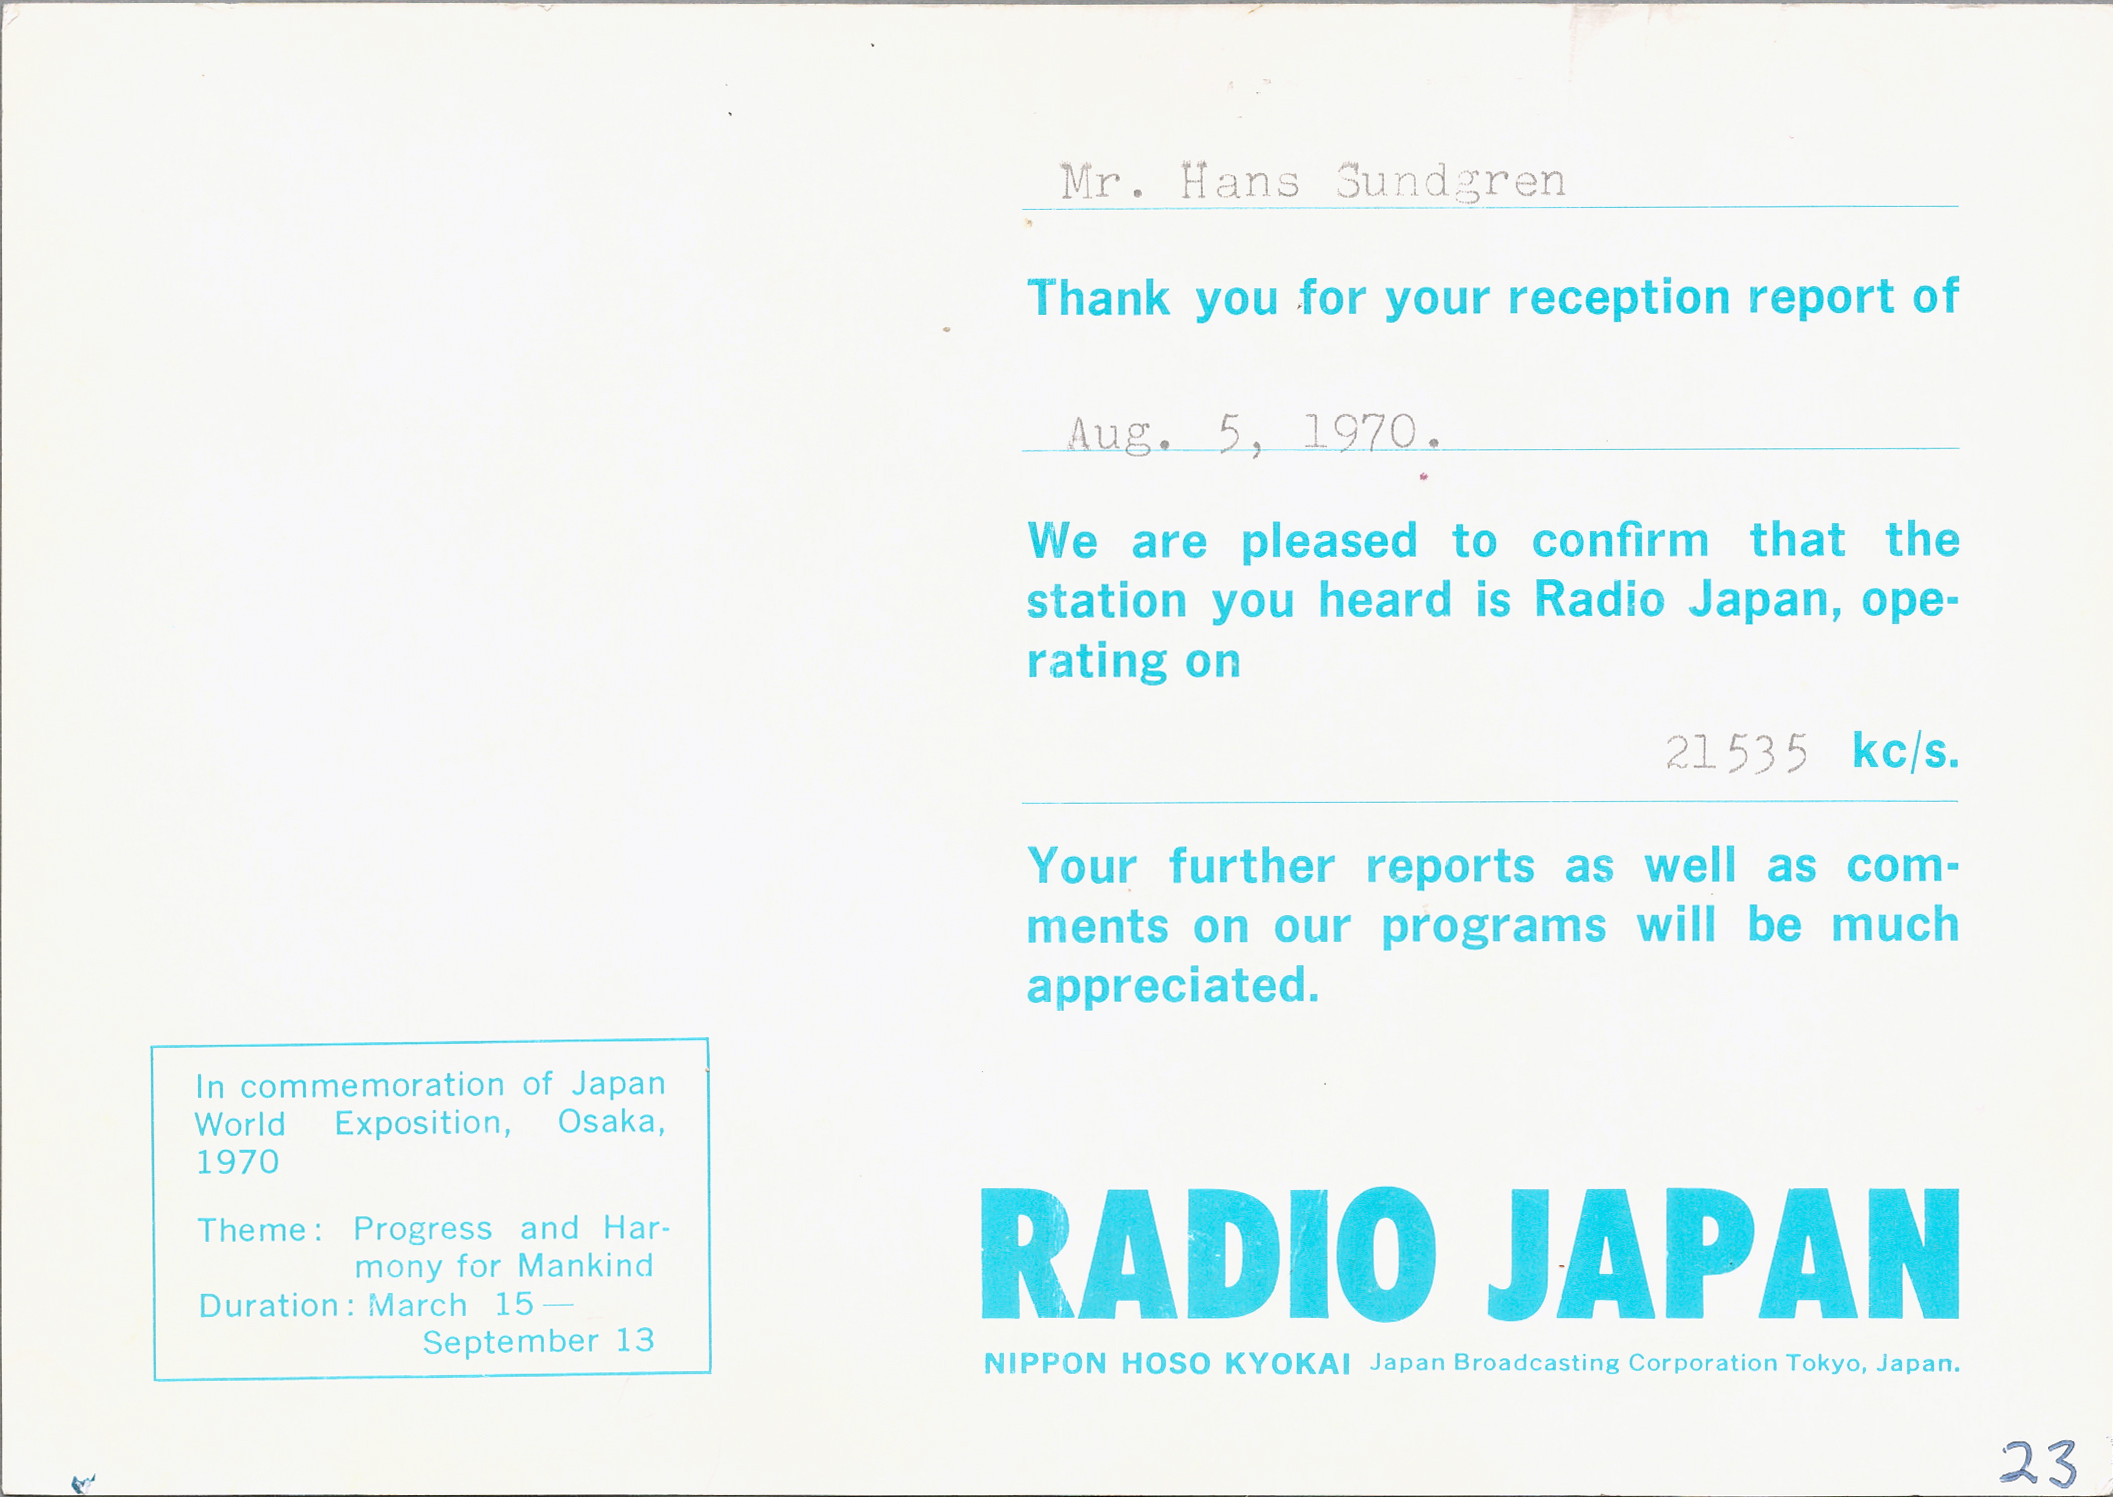 Mr. Hans Sundgren
Thank you for your reception report of
Aug. 5, 1970.
We are pleased to confirm that the
station you heard is Radio Japan, ope-
rating on
21535 kc/s.
Your further reports as well as com-
ments on our programs will be much
appreciated.
In commemoration of Japan
World Exposition, Osaka,
1970
Theme: Progress and Har-
mony for Mankind
Duration: March 15—
September 13
RADIO JAPAN
NIPPON HOSO KYOKAI Japan Broadcasting Corporation Tokyo, Japan.
23